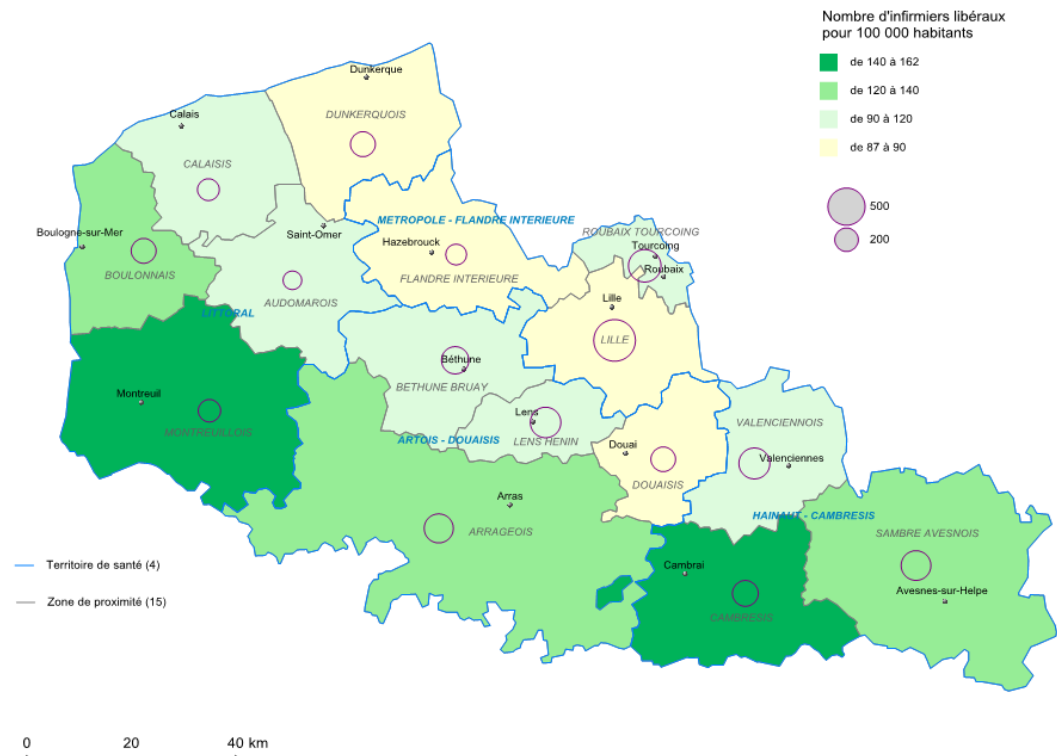 Nombre d'infirmiers libéraux
pour 100 000 habitants
de 140 à 162
de 120 à 140
de 90 à 120
de 87 à 90
500
200
Dunkerque
DUNKERQUOIS
Calais
CALAISIS
METROPOLE - FLANDRE INTERIEURE
Boulogne-sur-Mer
Saint-Omer
ROUBAIX TOURCOING
Tourcoing
Hazebrouck
Roubaix
BOULONNAIS
FLANDRE INTERIEURE
AUDOMAROIS
Lille
LITTORAL
LILLE
Béthune
BETHUNE BRUAY
Montreuil
MONTREUILLOIS
Lens
LENS HENIN
VALENCIENNOIS
ARTOIS - DOUAISIS
Douai
DOUAISIS
Valenciennes
Arras
ARRAGEOIS
HAINAUT - CAMBRESIS
SAMBRE AVESNOIS
Cambrai
CAMBRESIS
Avesnes-sur-Helpe
Territoire de santé (4)
Zone de proximité (15)
0 20 40 km